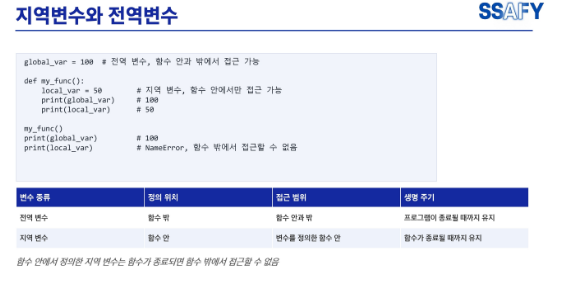 지역변수와 전역변수
SSAFY
global_var = 100 # 전역 변수, 함수 안과 밖에서 접근 가능
def my_func():
    local_var = 50 # 지역 변수, 함수 안에서만 접근 가능
    print(global_var) # 100
    print(local_var) # 50
my_func()
print(global_var) # 100
print(local_var) # NameError, 함수 밖에서 접근할 수 없음
변수 종류 정의 위치 접근 범위 생명 주기
전역 변수 함수 밖 함수 안과 밖 프로그램이 종료될 때까지 유지
지역 변수 함수 안 변수를 정의한 함수 안 함수가 종료될 때까지 유지
함수 안에서 정의한 지역 변수는 함수가 종료되면 함수 밖에서 접근할 수 없음